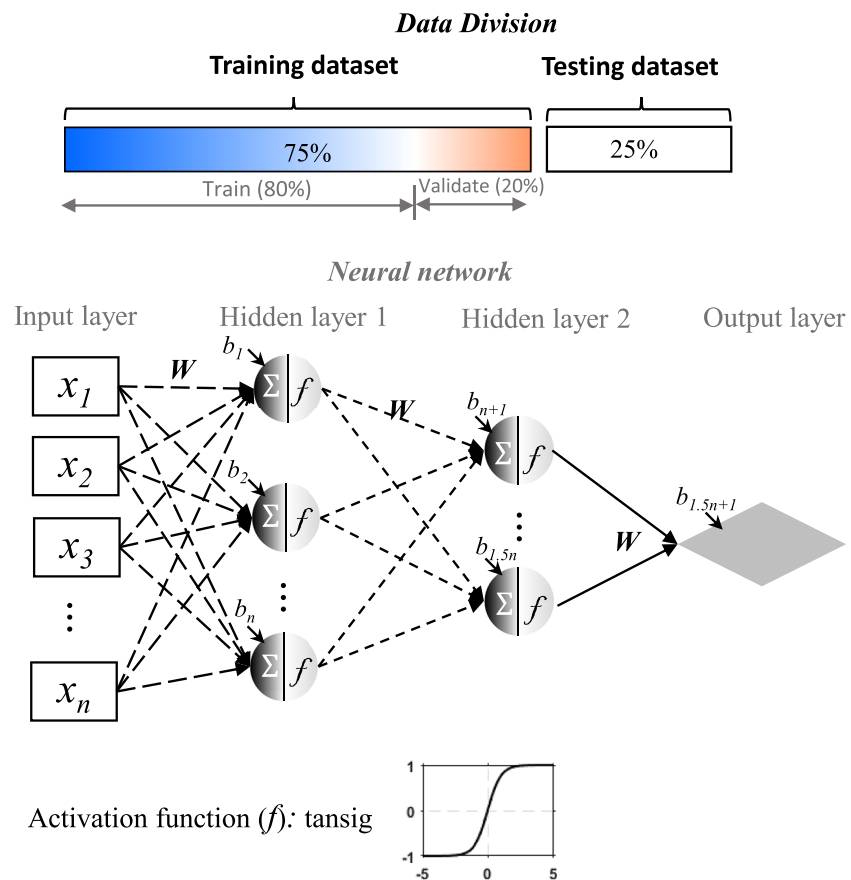 Data Division
Training dataset
Testing dataset
75%
25%
Train (80%)
Validate (20%)
Neural network
Input layer
Hidden layer 1
Hidden layer 2
Output layer
x1
x2
x3
⋮
xn
W
b1
Σ f
b2
Σ f
⋮
bn
Σ f
W
bn+1
Σ f
⋮
b1.5n
Σ f
W
b1.5n+1
Activation function (f): tansig
1
0
-1
-5
0
5